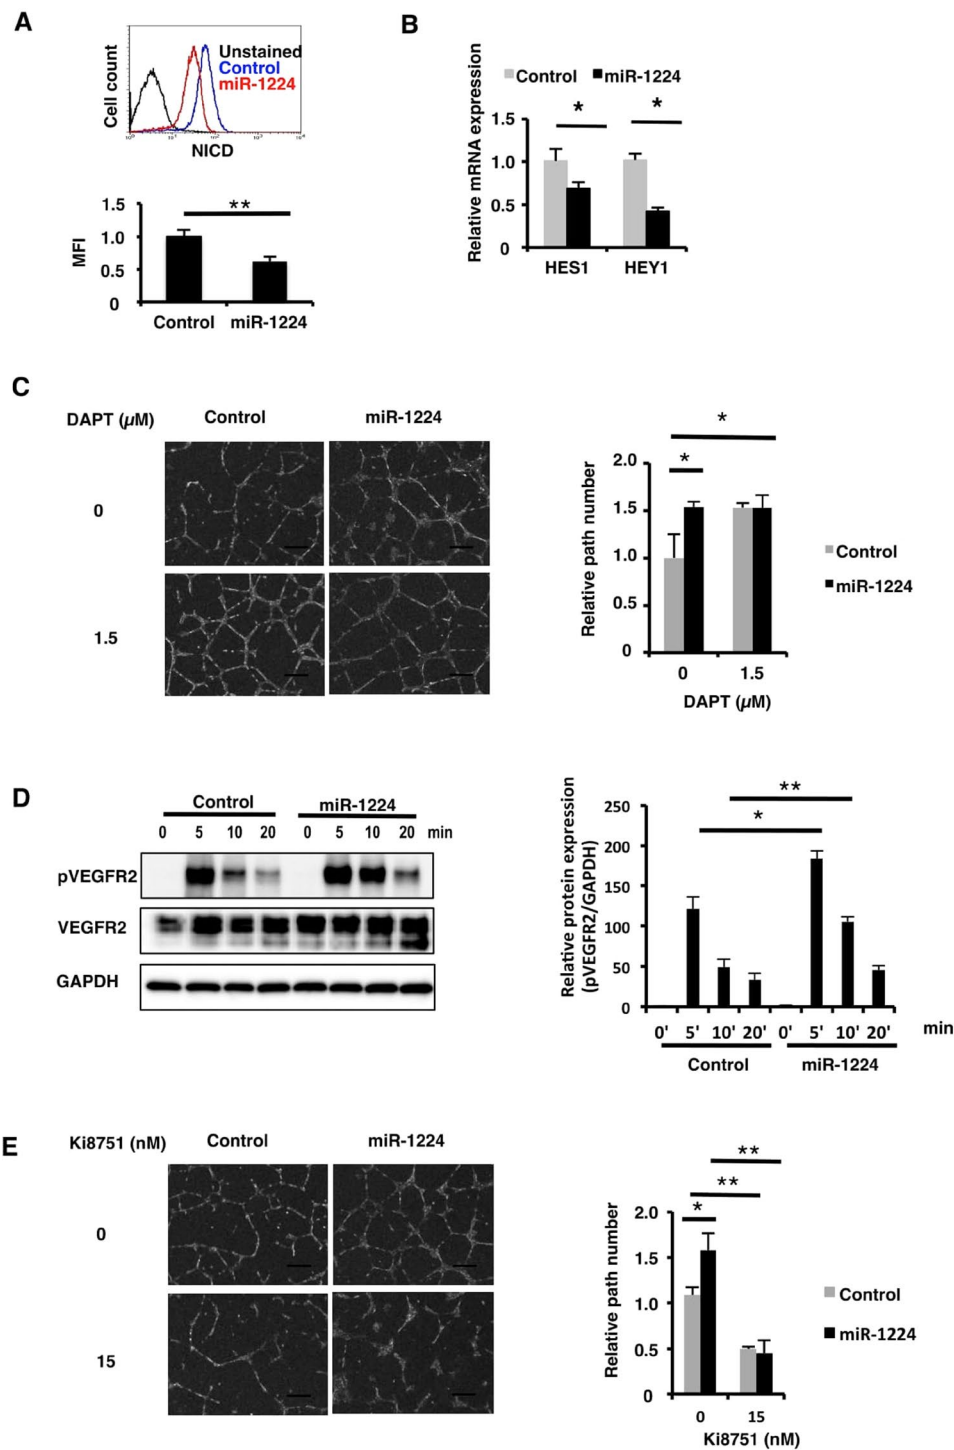 A
Cell count
Unstained
Control
miR-1224
NICD
MFI
1.5
**
1.0
0.5
0
Control miR-1224
B
Relative mRNA expression
Control miR-1224
* *
1.5
1.0
0.5
0
HES1 HEY1
C
DAPT (µM) Control miR-1224
0
1.5
Relative path number
*
*
2.0
1.5
1.0
0.5
0
0 1.5
DAPT (µM)
Control
miR-1224
D
Control miR-1224
0 5 10 20 0 5 10 20 min
pVEGFR2
VEGFR2
GAPDH
Relative protein expression
(pVEGFR2/GAPDH)
**
*
250
200
150
100
50
0
0' 5' 10' 20' 0' 5' 10' 20' min
Control miR-1224
E
Ki8751 (nM) Control miR-1224
0
15
Relative path number
**
**
*
2.0
1.5
1.0
0.5
0
0 15
Ki8751 (nM)
Control
miR-1224